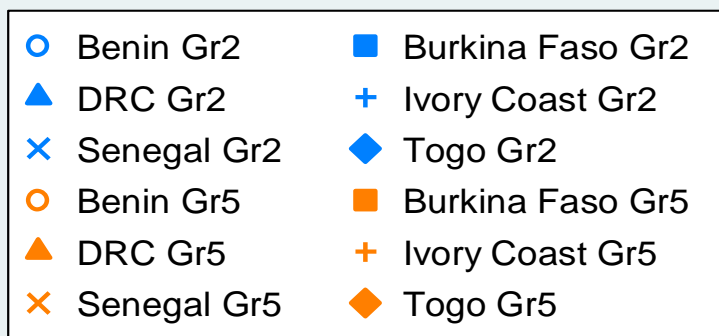 Benin Gr2 Burkina Faso Gr2
DRC Gr2 Ivory Coast Gr2
Senegal Gr2 Togo Gr2
Benin Gr5 Burkina Faso Gr5
DRC Gr5 Ivory Coast Gr5
Senegal Gr5 Togo Gr5